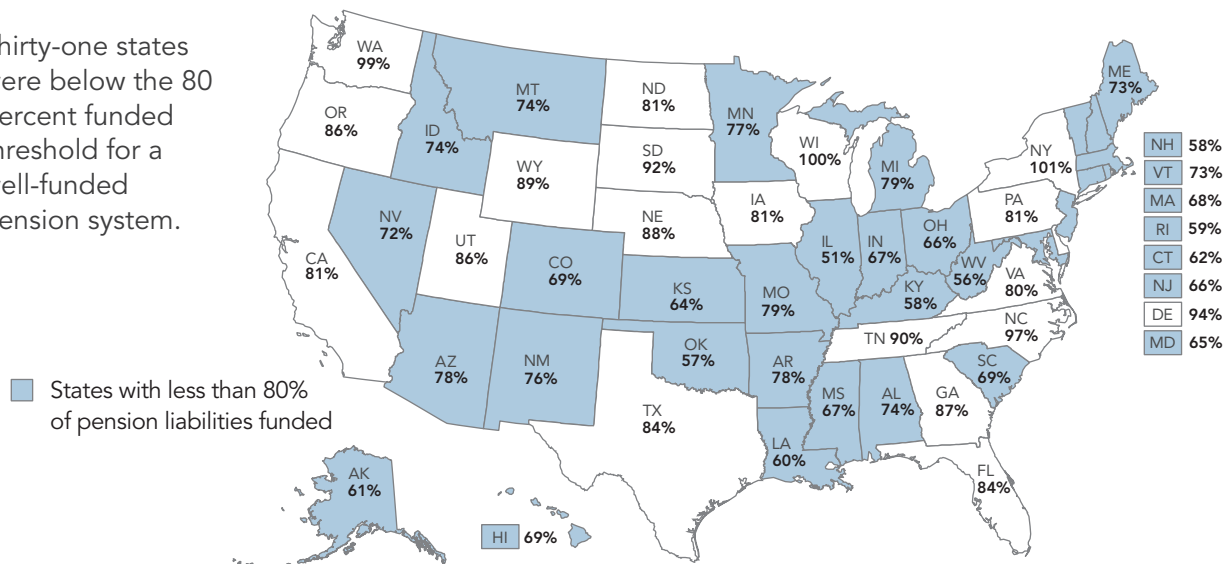 hirty-one states
ere below the 80
ercent funded
hreshold for a
ell-funded
ension system.
WA
99%
OR
86%
CA
81%
ID
74%
NV
72%
MT
74%
WY
89%
UT
86%
AZ
78%
CO
69%
NM
76%
ND
81%
SD
92%
NE
88%
KS
64%
OK
57%
TX
84%
MN
77%
IA
81%
MO
79%
AR
78%
LA
60%
WI
100%
IL
51%
MI
79%
IN
67%
OH
66%
KY
58%
TN 90%
MS
67%
AL
74%
GA
87%
FL
84%
SC
69%
NC
97%
VA
80%
WV
56%
PA
81%
NY
101%
ME
73%
NH 58%
VT 73%
MA 68%
RI 59%
CT 62%
NJ 66%
DE 94%
MD 65%
AK
61%
HI 69%
States with less than 80%
of pension liabilities funded